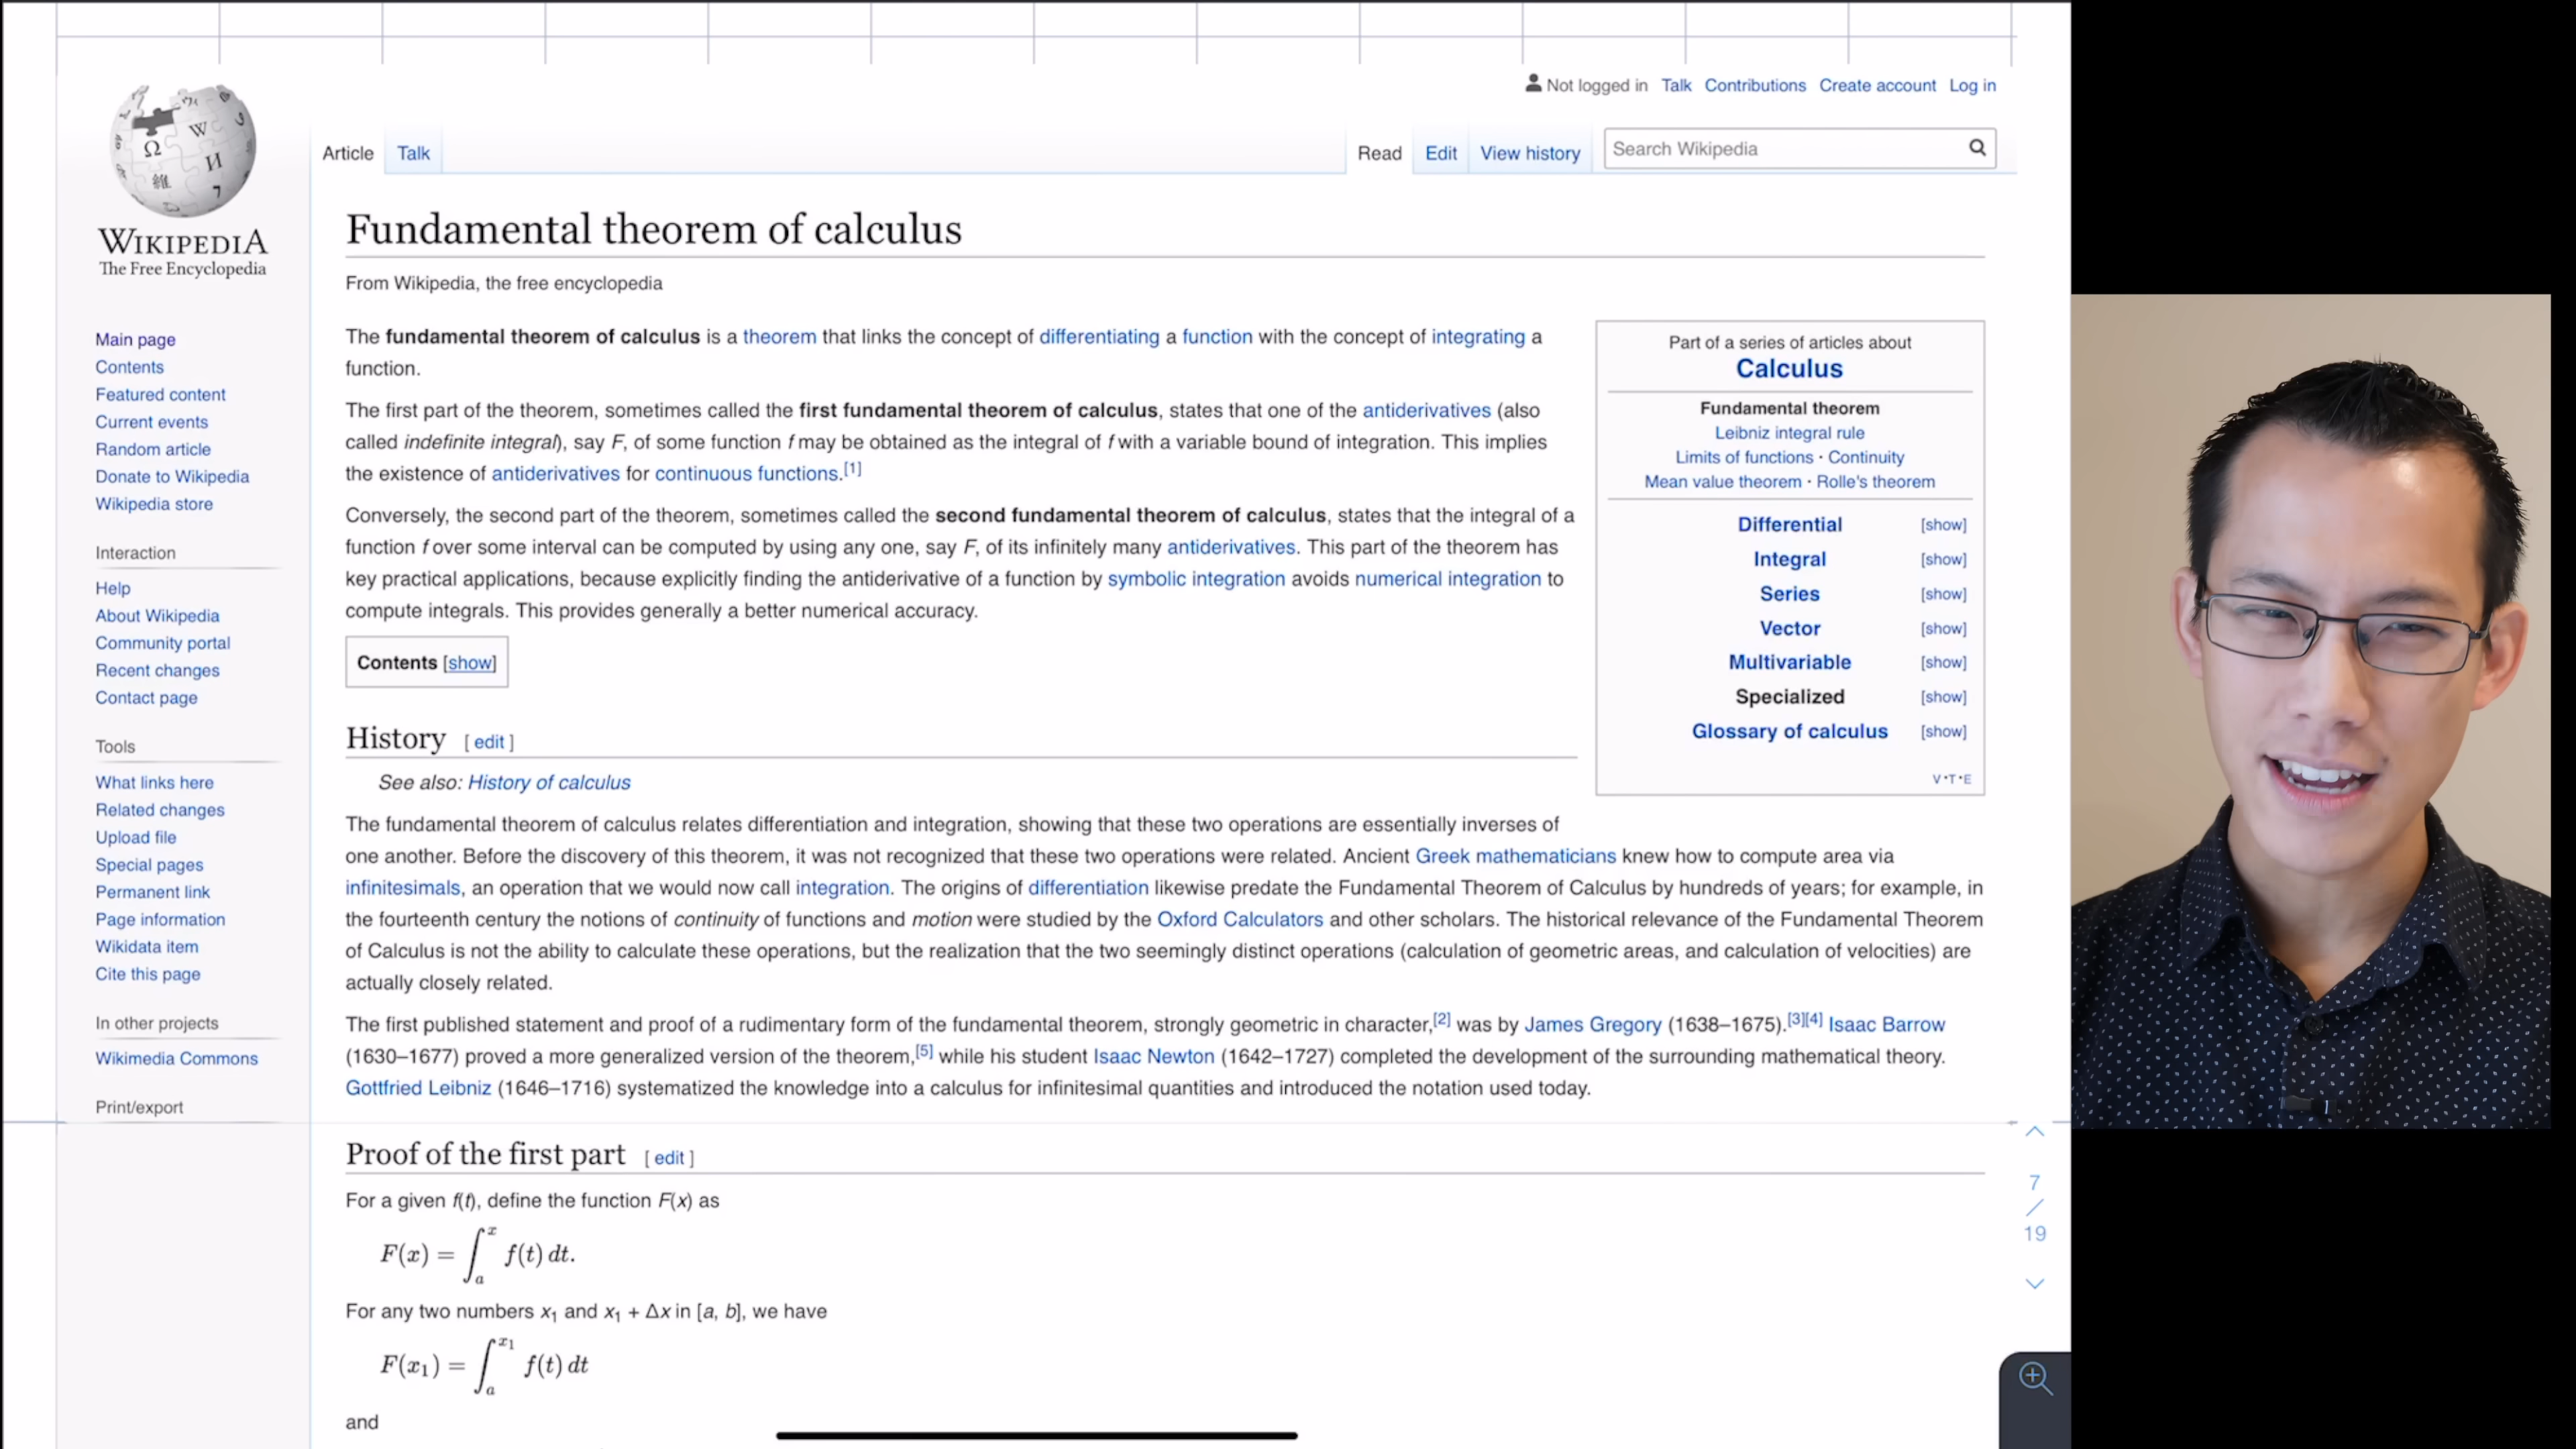 Not logged in Talk Contributions Create account Log in
Article Talk Read Edit View history Search Wikipedia
WIKIPEDIA
The Free Encyclopedia
Main page
Contents
Featured content
Current events
Random article
Donate to Wikipedia
Wikipedia store
Interaction
Help
About Wikipedia
Community portal
Recent changes
Contact page
Tools
What links here
Related changes
Upload file
Special pages
Permanent link
Page information
Wikidata item
Cite this page
In other projects
Wikimedia Commons
Print/export
Fundamental theorem of calculus
From Wikipedia, the free encyclopedia
The fundamental theorem of calculus is a theorem that links the concept of differentiating a function with the concept of integrating a
function.
The first part of the theorem, sometimes called the first fundamental theorem of calculus, states that one of the antiderivatives (also
called indefinite integral), say F, of some function f may be obtained as the integral of f with a variable bound of integration. This implies
the existence of antiderivatives for continuous functions.[1]
Conversely, the second part of the theorem, sometimes called the second fundamental theorem of calculus, states that the integral of a
function f over some interval can be computed by using any one, say F, of its infinitely many antiderivatives. This part of the theorem has
key practical applications, because explicitly finding the antiderivative of a function by symbolic integration avoids numerical integration to
compute integrals. This provides generally a better numerical accuracy.
Contents [show]
Part of a series of articles about
Calculus
Fundamental theorem
Leibniz integral rule
Limits of functions · Continuity
Mean value theorem · Rolle's theorem
Differential [show]
Integral [show]
Series [show]
Vector [show]
Multivariable [show]
Specialized [show]
Glossary of calculus [show]
V·T·E
History [ edit ]
See also: History of calculus
The fundamental theorem of calculus relates differentiation and integration, showing that these two operations are essentially inverses of
one another. Before the discovery of this theorem, it was not recognized that these two operations were related. Ancient Greek mathematicians knew how to compute area via
infinitesimals, an operation that we would now call integration. The origins of differentiation likewise predate the Fundamental Theorem of Calculus by hundreds of years; for example, in
the fourteenth century the notions of continuity of functions and motion were studied by the Oxford Calculators and other scholars. The historical relevance of the Fundamental Theorem
of Calculus is not the ability to calculate these operations, but the realization that the two seemingly distinct operations (calculation of geometric areas, and calculation of velocities) are
actually closely related.
The first published statement and proof of a rudimentary form of the fundamental theorem, strongly geometric in character,[2] was by James Gregory (1638–1675).[3][4] Isaac Barrow
(1630–1677) proved a more generalized version of the theorem,[5] while his student Isaac Newton (1642–1727) completed the development of the surrounding mathematical theory.
Gottfried Leibniz (1646–1716) systematized the knowledge into a calculus for infinitesimal quantities and introduced the notation used today.
Proof of the first part [ edit ]
For a given f(t), define the function F(x) as
F(x) = ∫ₐˣ f(t) dt.
For any two numbers x₁ and x₁ + Δx in [a, b], we have
F(x₁) = ∫ₐˣ¹ f(t) dt
and
7
/
19